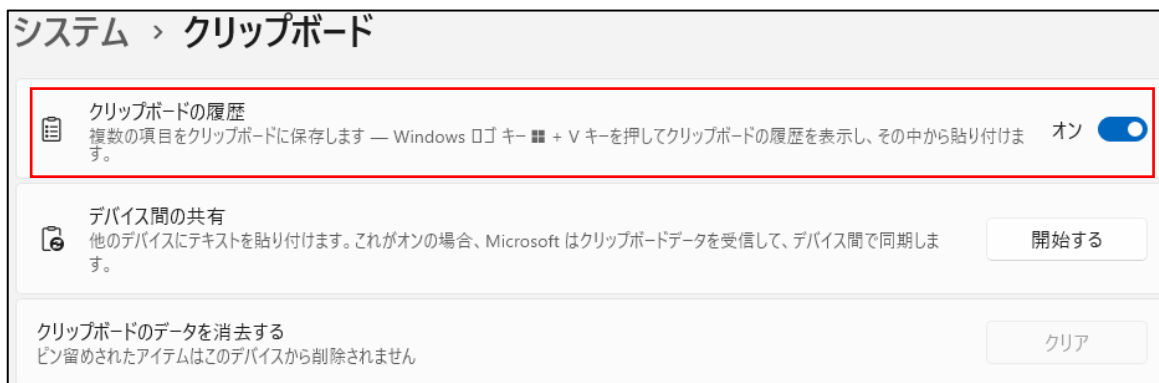 システム › クリップボード
クリップボードの履歴
複数の項目をクリップボードに保存します — Windows ロゴ キー + V キーを押してクリップボードの履歴を表示し、その中から貼り付けま
す。
オン
デバイス間の共有
他のデバイスにテキストを貼り付けます。これがオンの場合、Microsoft はクリップボードデータを受信して、デバイス間で同期しま
す。
開始する
クリップボードのデータを消去する
ピン留めされたアイテムはこのデバイスから削除されません
クリア